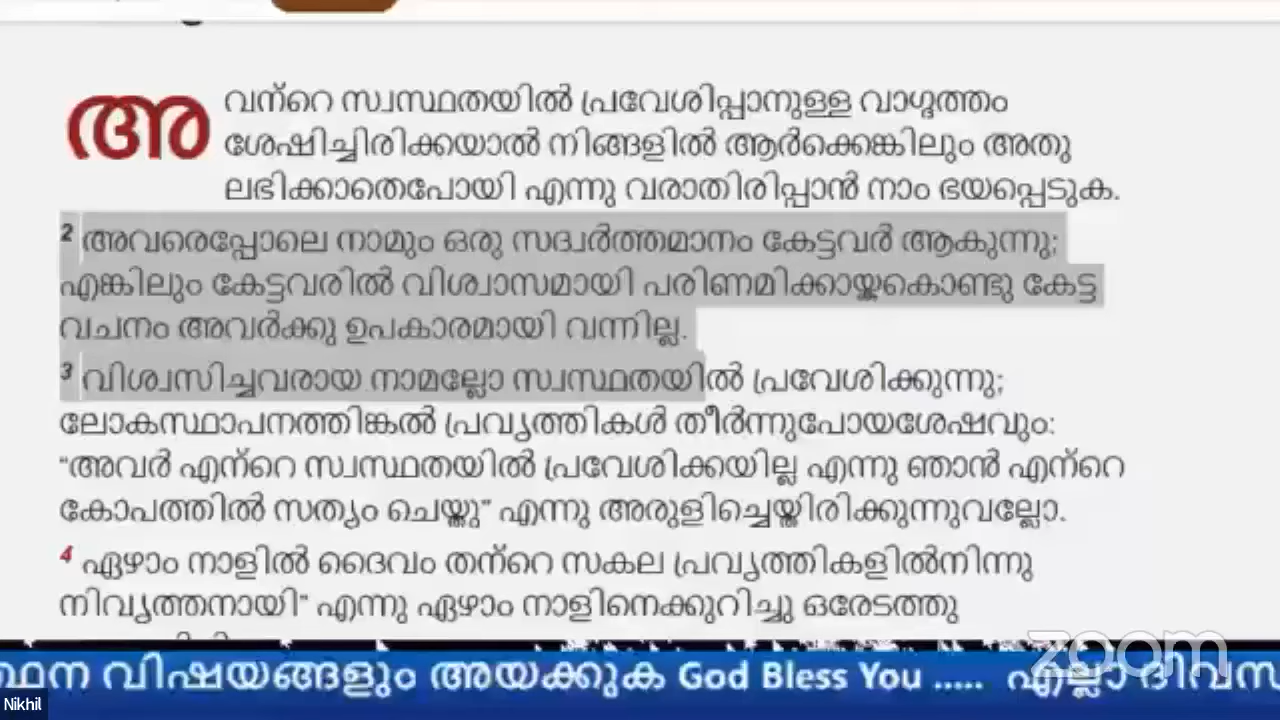 അവന്റെ സ്വസ്ഥതയിൽ പ്രവേശിപ്പാനുള്ള വാഗ്ദത്തം
ശേഷിച്ചിരിക്കയാൽ നിങ്ങളിൽ ആർക്കെങ്കിലും അതു
ലഭിക്കാതെപോയി എന്നു വരാതിരിപ്പാൻ നാം ഭയപ്പെടുക.
2 അവരെപ്പോലെ നാമും ഒരു സദ്വർത്തമാനം കേട്ടവർ ആകുന്നു;
എങ്കിലും കേട്ടവരിൽ വിശ്വാസമായി പരിണമിക്കായ്കകൊണ്ടു കേട്ട
വചനം അവർക്കു ഉപകാരമായി വന്നില്ല.
3 വിശ്വസിച്ചവരായ നാമല്ലോ സ്വസ്ഥതയിൽ പ്രവേശിക്കുന്നു;
ലോകസ്ഥാപനത്തിങ്കൽ പ്രവൃത്തികൾ തീർന്നുപോയശേഷവും:
“അവർ എന്റെ സ്വസ്ഥതയിൽ പ്രവേശിക്കയില്ല എന്നു ഞാൻ എന്റെ
കോപത്തിൽ സത്യം ചെയ്തു” എന്നു അരുളിച്ചെയ്തിരിക്കുന്നുവല്ലോ.
4 ഏഴാം നാളിൽ ദൈവം തന്റെ സകല പ്രവൃത്തികളിൽനിന്നു
നിവൃത്തനായി” എന്നു ഏഴാം നാളിനെക്കുറിച്ചു ഒരേടത്തു
zoom
വിഷയങ്ങളും അയക്കുക God Bless You ..... എല്ലാ
Nikhil